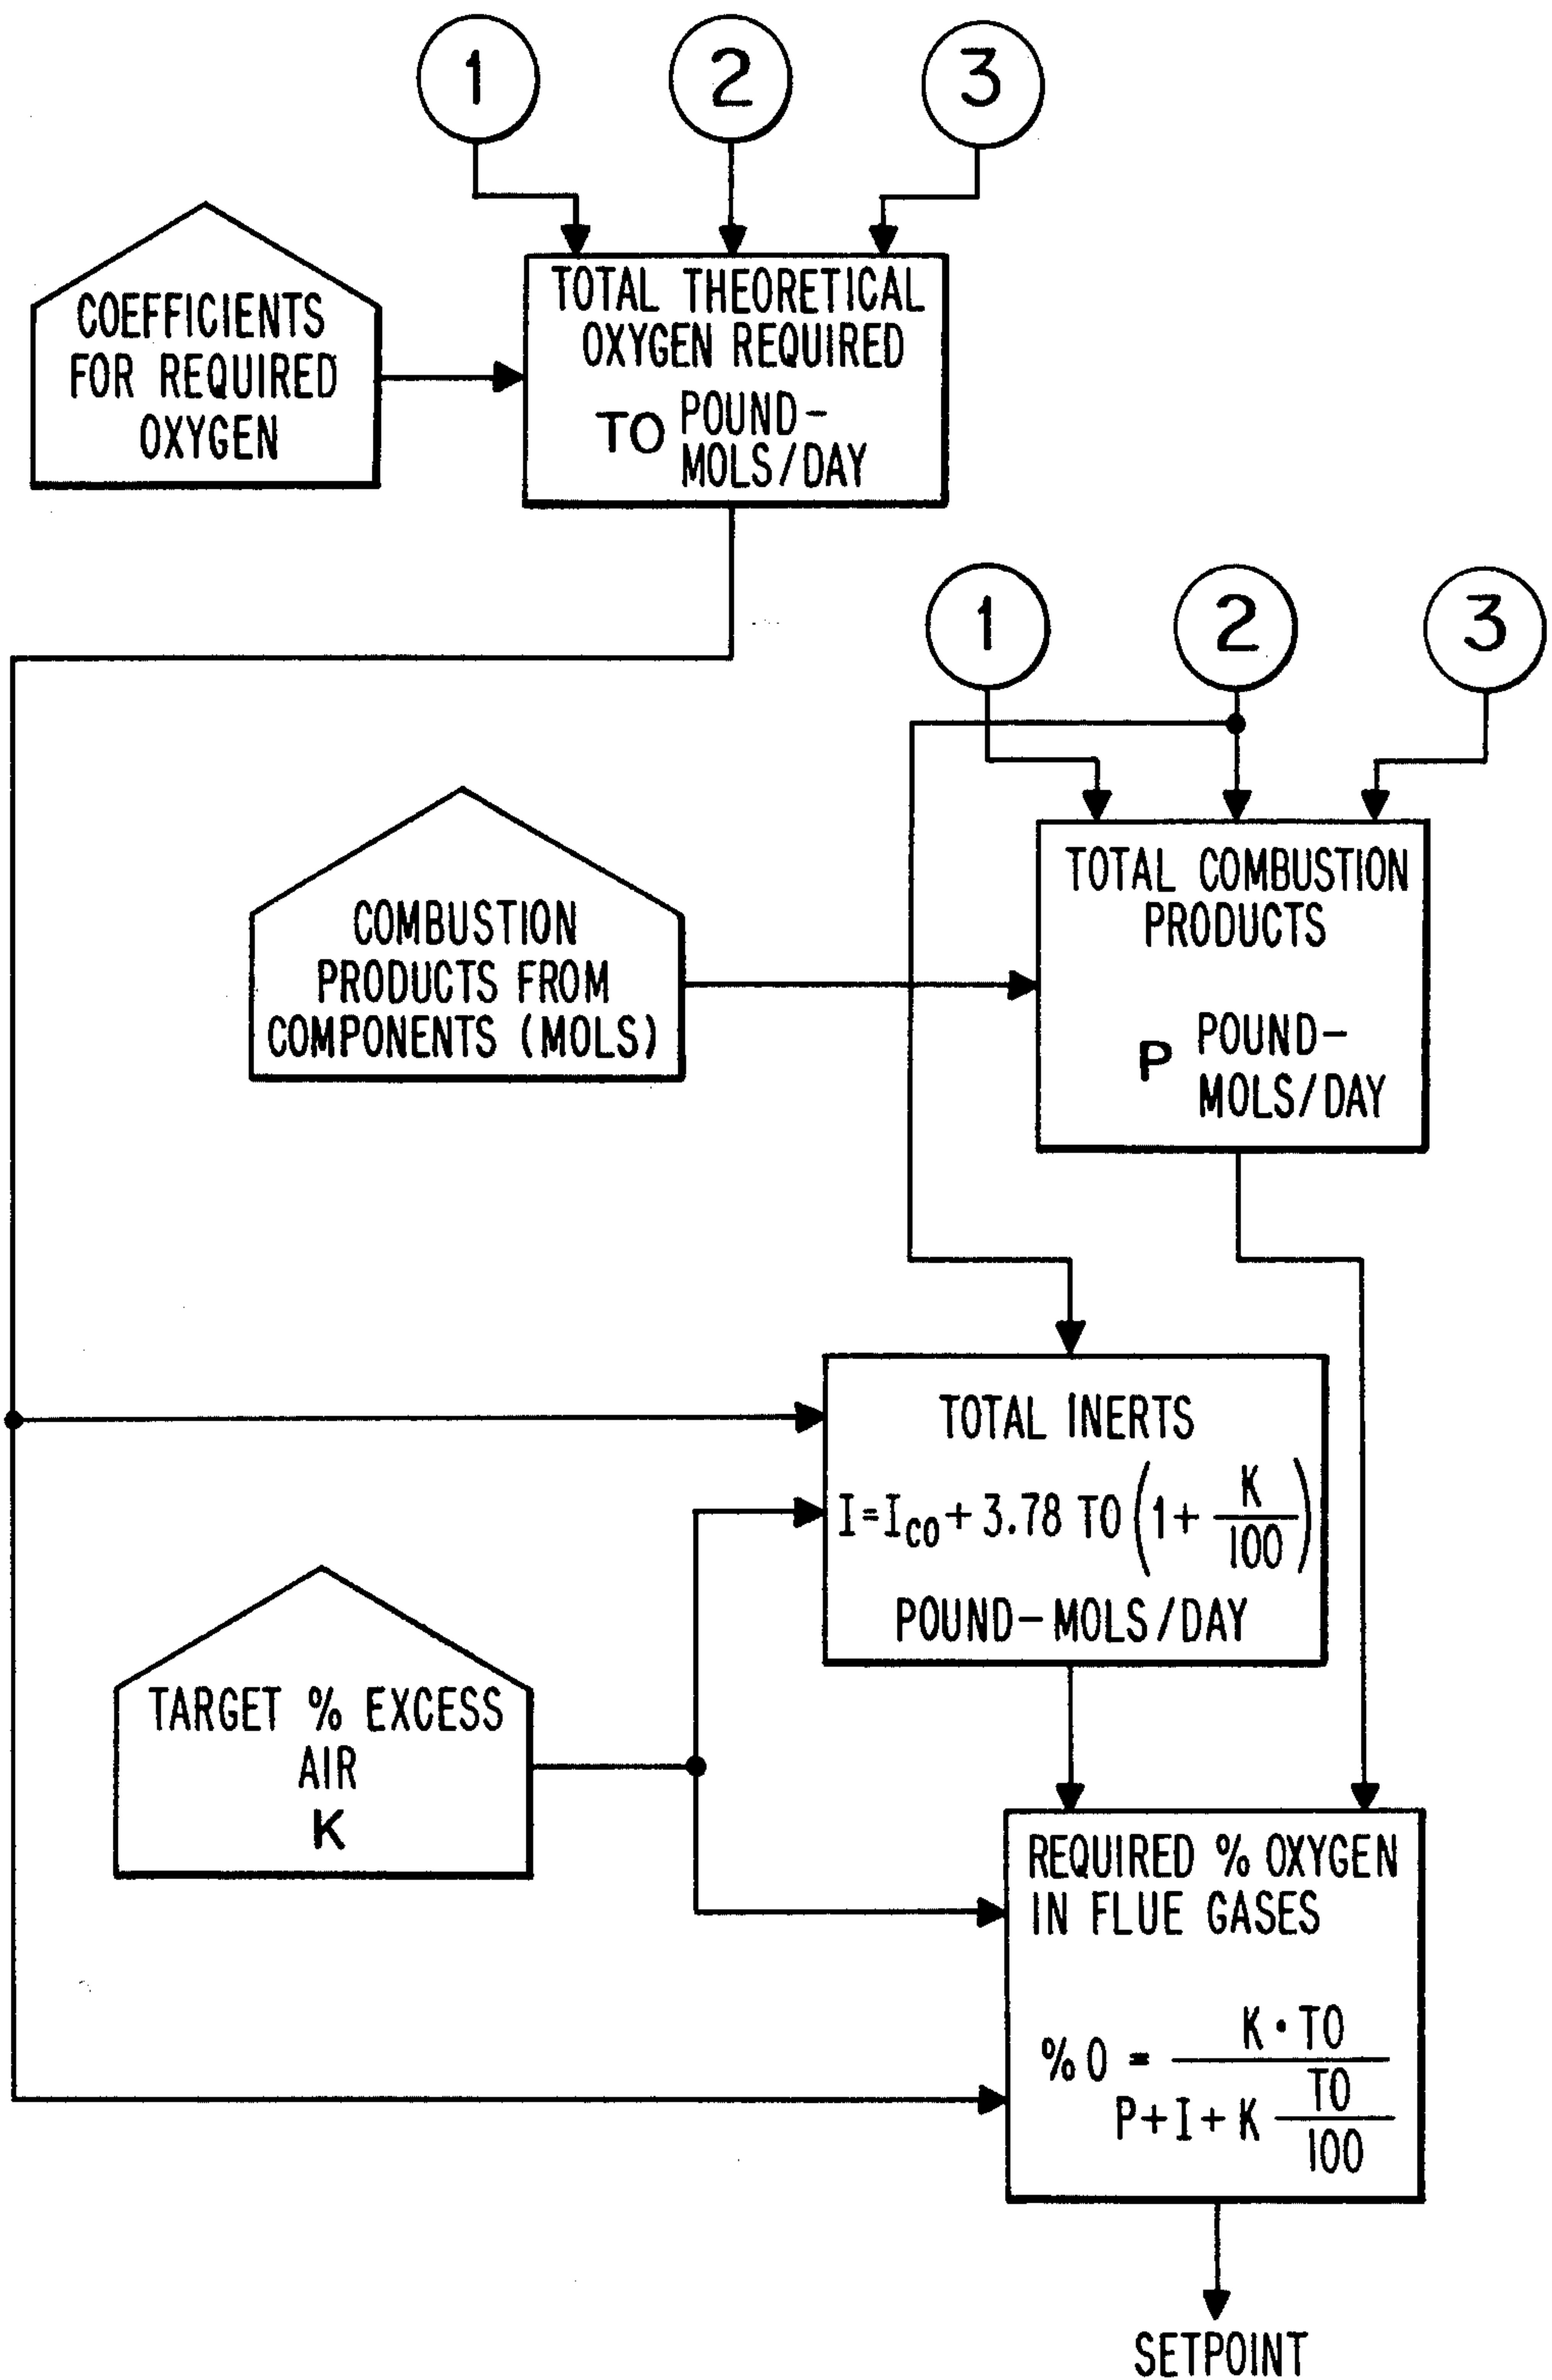 1
2
3
COEFFICIENTS
FOR REQUIRED
OXYGEN
TOTAL THEORETICAL
OXYGEN REQUIRED
TO POUND-
MOLS/DAY
1
2
3
COMBUSTION
PRODUCTS FROM
COMPONENTS (MOLS)
TOTAL COMBUSTION
PRODUCTS
P POUND-
MOLS/DAY
TOTAL INERTS
I=I_CO+3.78 TO(1+K/100)
POUND-MOLS/DAY
TARGET % EXCESS
AIR
K
REQUIRED % OXYGEN
IN FLUE GASES
%O = K·TO/(P+I+K TO/100)
SETPOINT